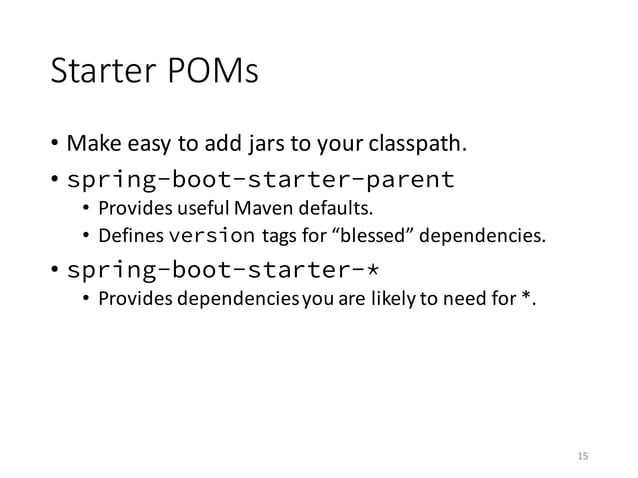 Starter POMs
• Make easy to add jars to your classpath.
• spring-boot-starter-parent
• Provides useful Maven defaults.
• Defines version tags for “blessed” dependencies.
• spring-boot-starter-*
• Provides dependencies you are likely to need for *.
15